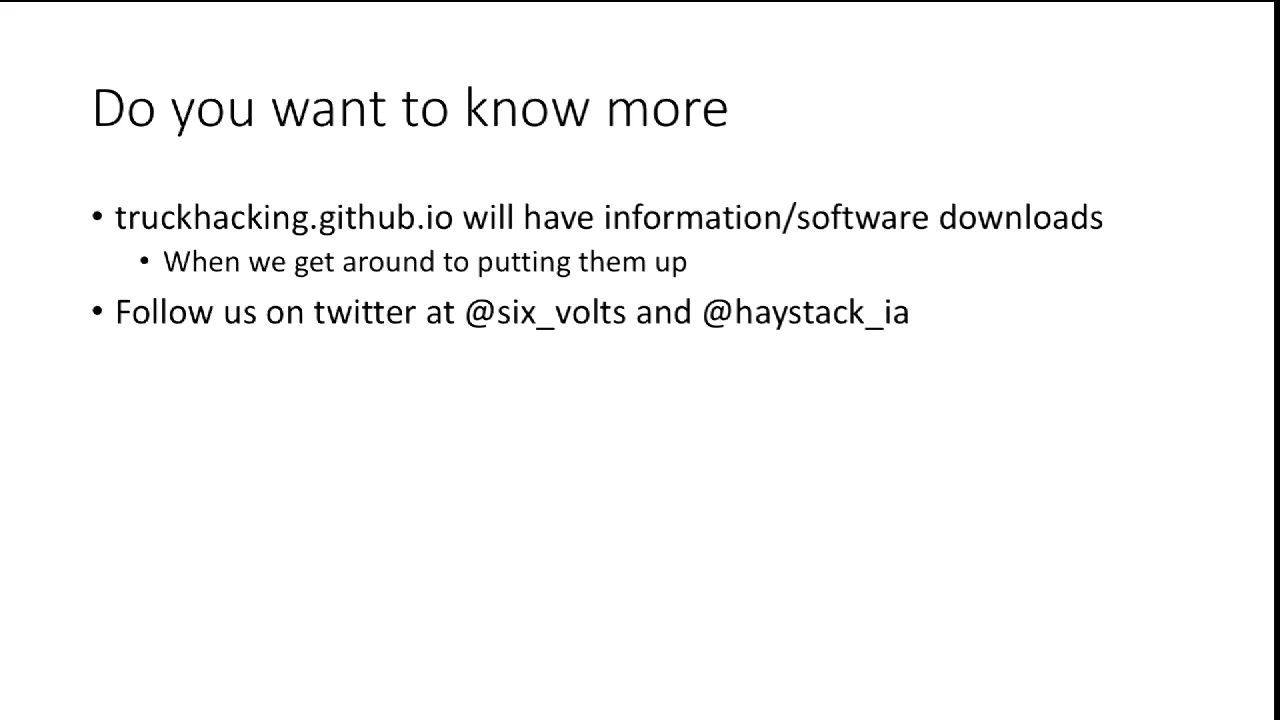 Do you want to know more
• truckhacking.github.io will have information/software downloads
• When we get around to putting them up
• Follow us on twitter at @six_volts and @haystack_ia